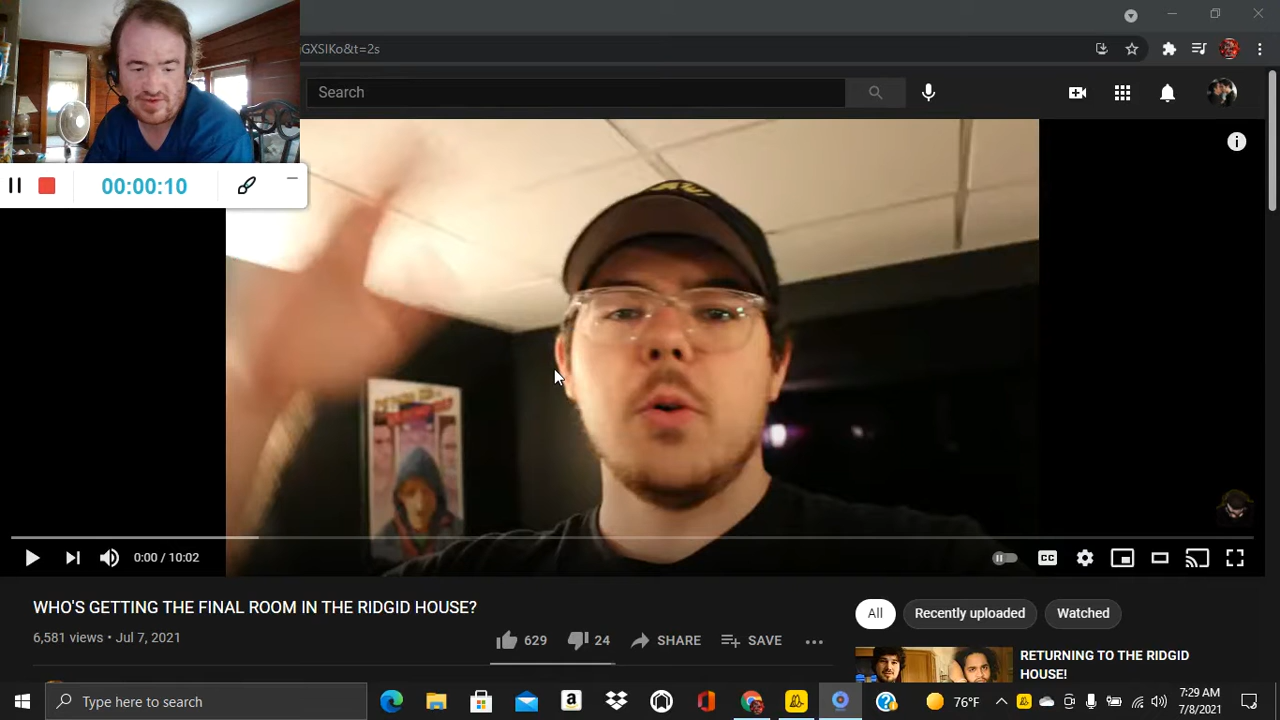 GXSIKo&t=2s
Search
00:00:10
0:00 / 10:02
CC
WHO'S GETTING THE FINAL ROOM IN THE RIDGID HOUSE?
6,581 views • Jul 7, 2021
629
24
SHARE
SAVE
All
Recently uploaded
Watched
RETURNING TO THE RIDGID
HOUSE!
Type here to search
76°F
7:29 AM
7/8/2021